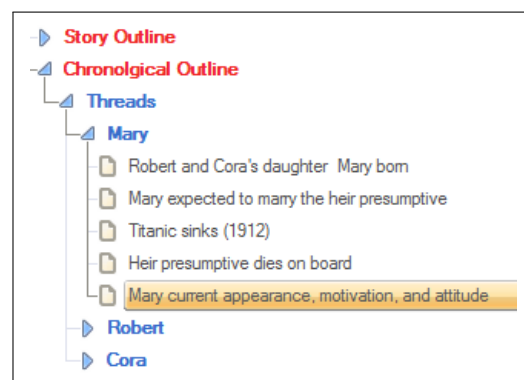 Story Outline
Chronolgical Outline
Threads
Mary
Robert and Cora's daughter Mary born
Mary expected to marry the heir presumptive
Titanic sinks (1912)
Heir presumptive dies on board
Mary current appearance, motivation, and attitude
Robert
Cora